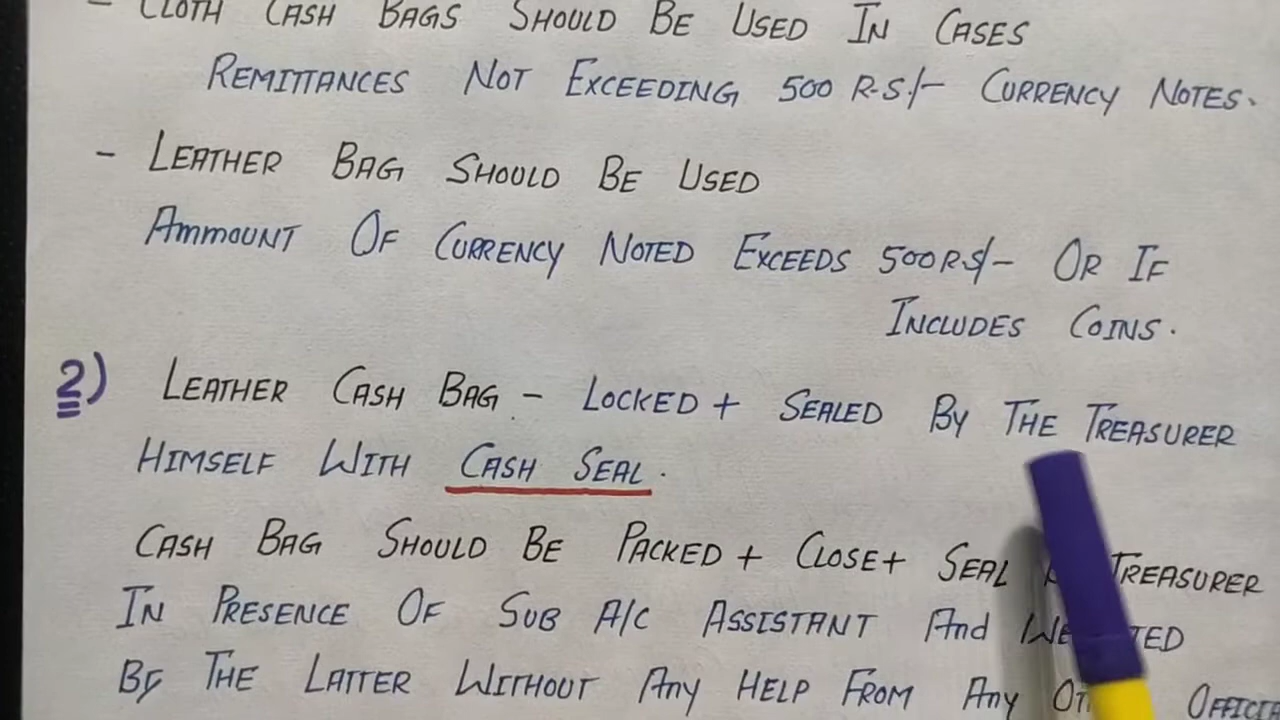 - CLOTH CASH BAGS SHOULD BE USED IN CASES
REMITTANCES NOT EXCEEDING 500 R.S/- CURRENCY NOTES.
- LEATHER BAG SHOULD BE USED
AMMOUNT OF CURRENCY NOTED EXCEEDS 500RS/- OR IF
INCLUDES COINS.
2) LEATHER CASH BAG - LOCKED + SEALED BY THE TREASURER
HIMSELF WITH CASH SEAL.
CASH BAG SHOULD BE PACKED + CLOSE+ SEAL TREASURER
IN PRESENCE OF SUB A/C ASSISTANT And
By THE LATTER WITHOUT Any HELP FROM Any